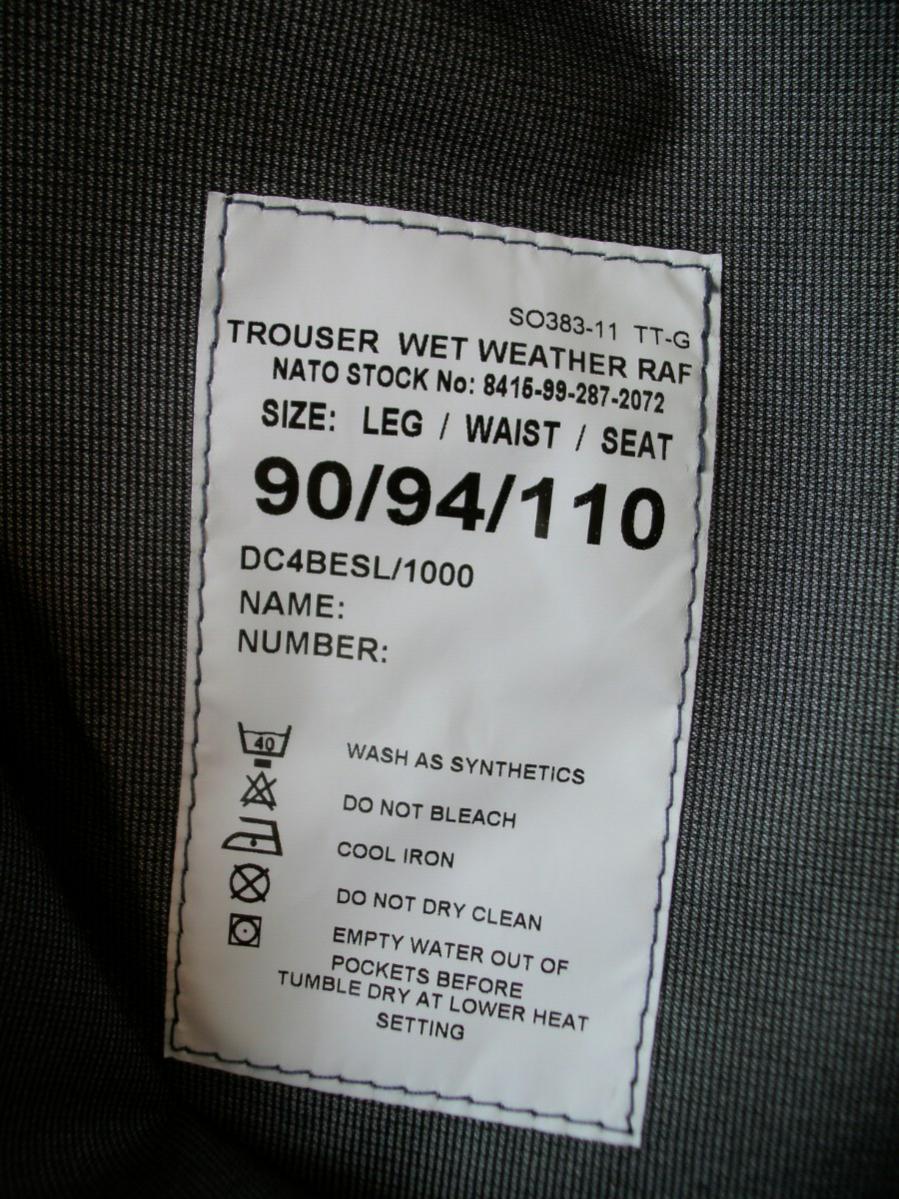 SO383-11 TT-G
TROUSER WET WEATHER RAF
NATO STOCK No: 8415-99-287-2072
SIZE: LEG / WAIST / SEAT
90/94/110
DC4BESL/1000
NAME:
NUMBER:
40
WASH AS SYNTHETICS
DO NOT BLEACH
COOL IRON
DO NOT DRY CLEAN
EMPTY WATER OUT OF
POCKETS BEFORE
TUMBLE DRY AT LOWER HEAT
SETTING